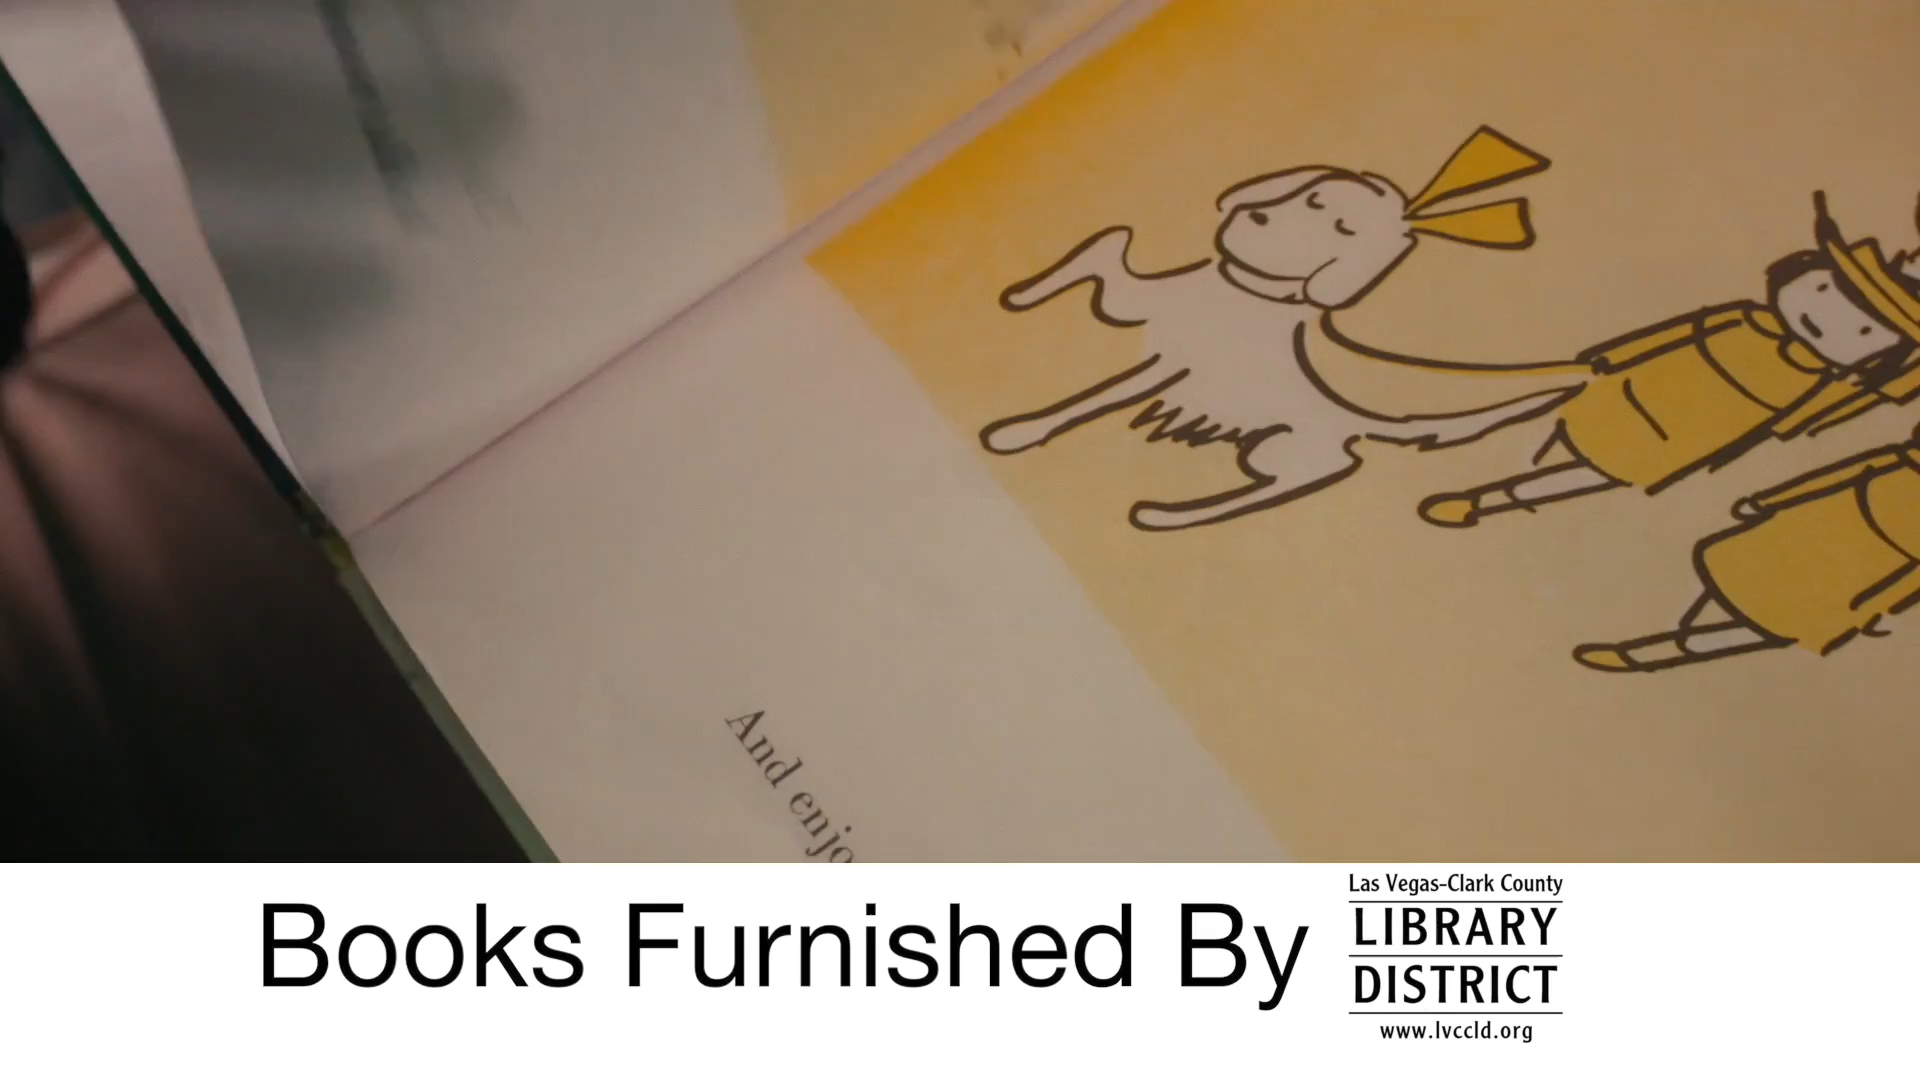 And enjo
Books Furnished By
Las Vegas-Clark County
LIBRARY
DISTRICT
www.lvccld.org